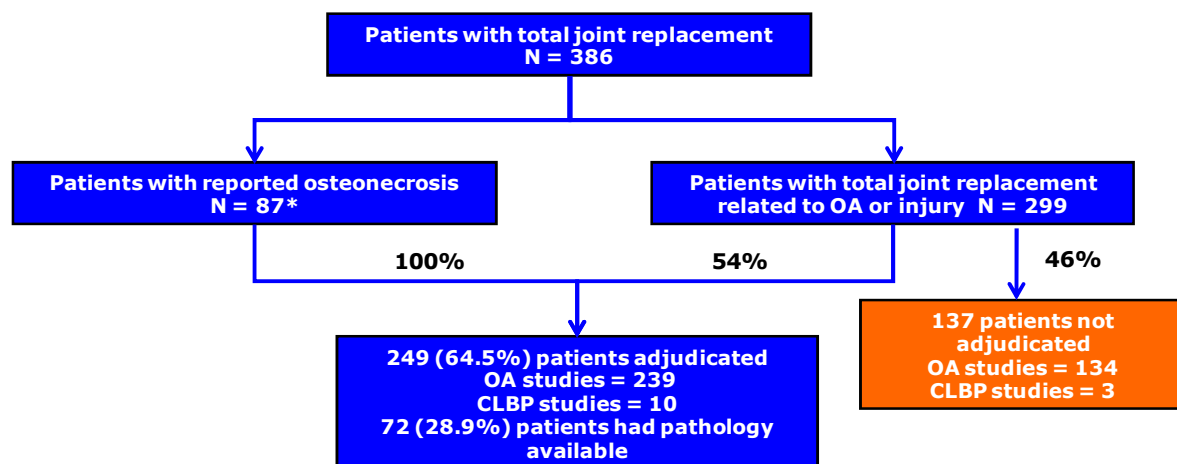 Patients with total joint replacement
N = 386
Patients with reported osteonecrosis
N = 87*
Patients with total joint replacement
related to OA or injury N = 299
100%
54%
46%
249 (64.5%) patients adjudicated
OA studies = 239
CLBP studies = 10
72 (28.9%) patients had pathology
available
137 patients not
adjudicated
OA studies = 134
CLBP studies = 3